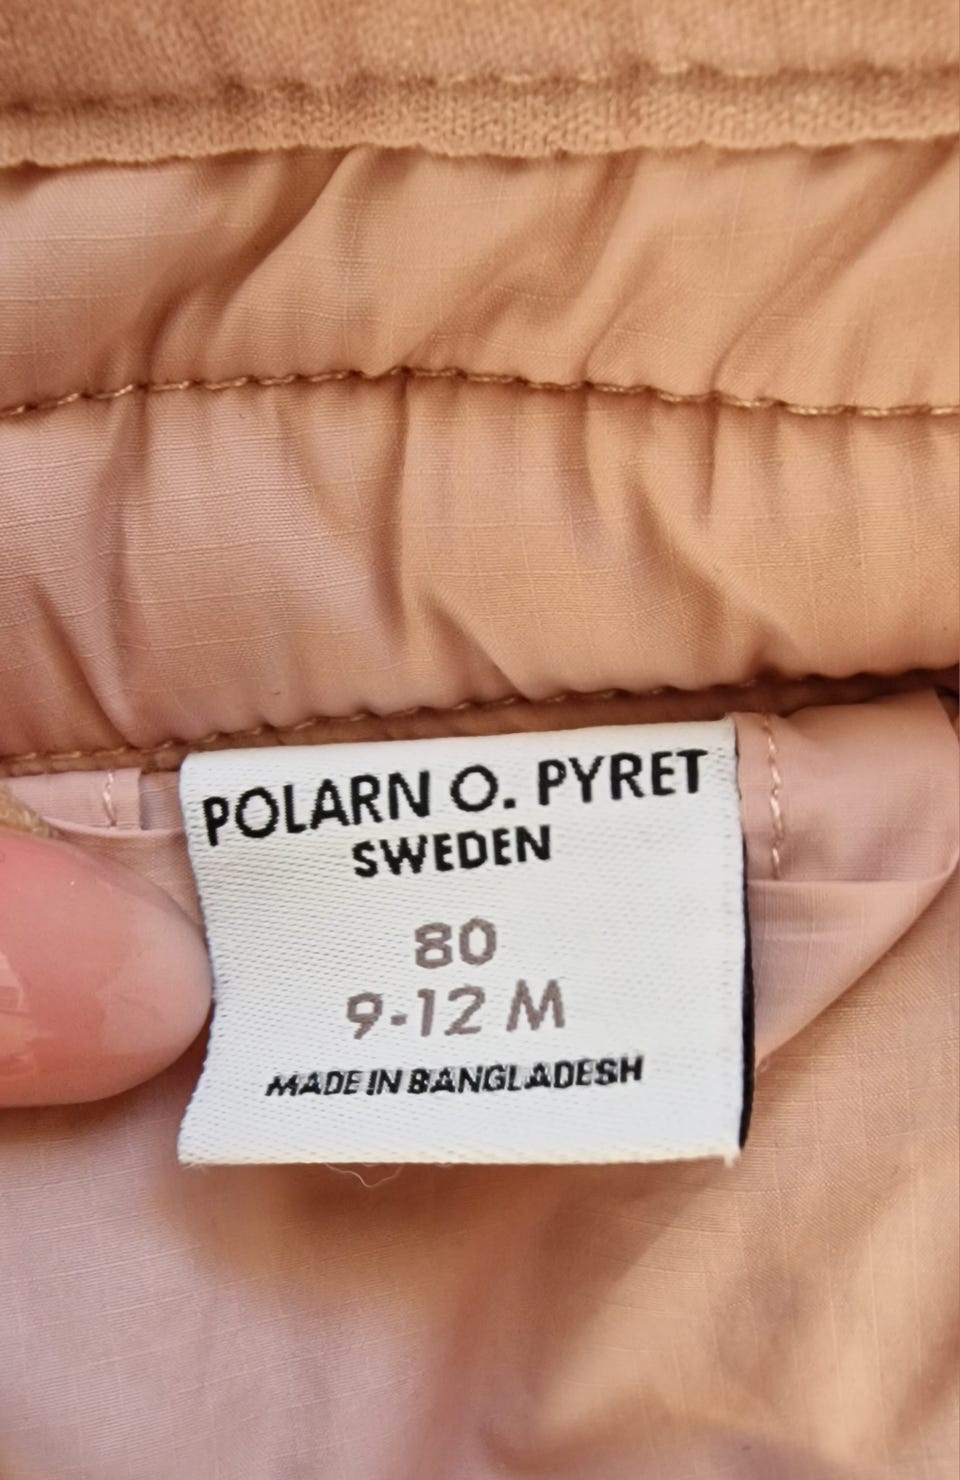 POLARN O. PYRET
SWEDEN
80
9-12 M
MADE IN BANGLADESH